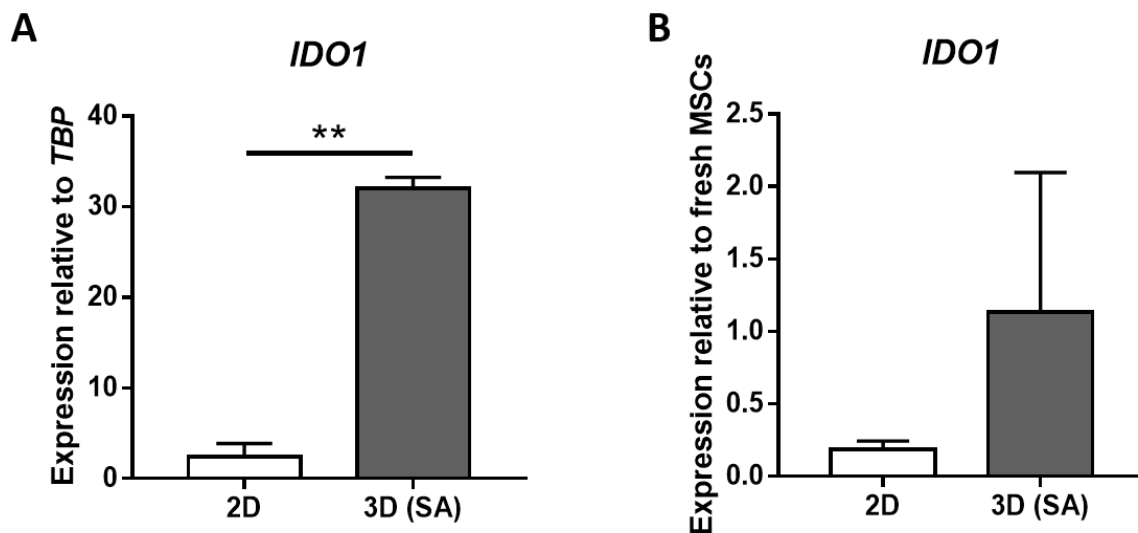 A
IDO1
Expression relative to TBP
40
30
20
10
0
**
2D
3D (SA)
B
IDO1
Expression relative to fresh MSCs
2.5
2.0
1.5
1.0
0.5
0.0
2D
3D (SA)